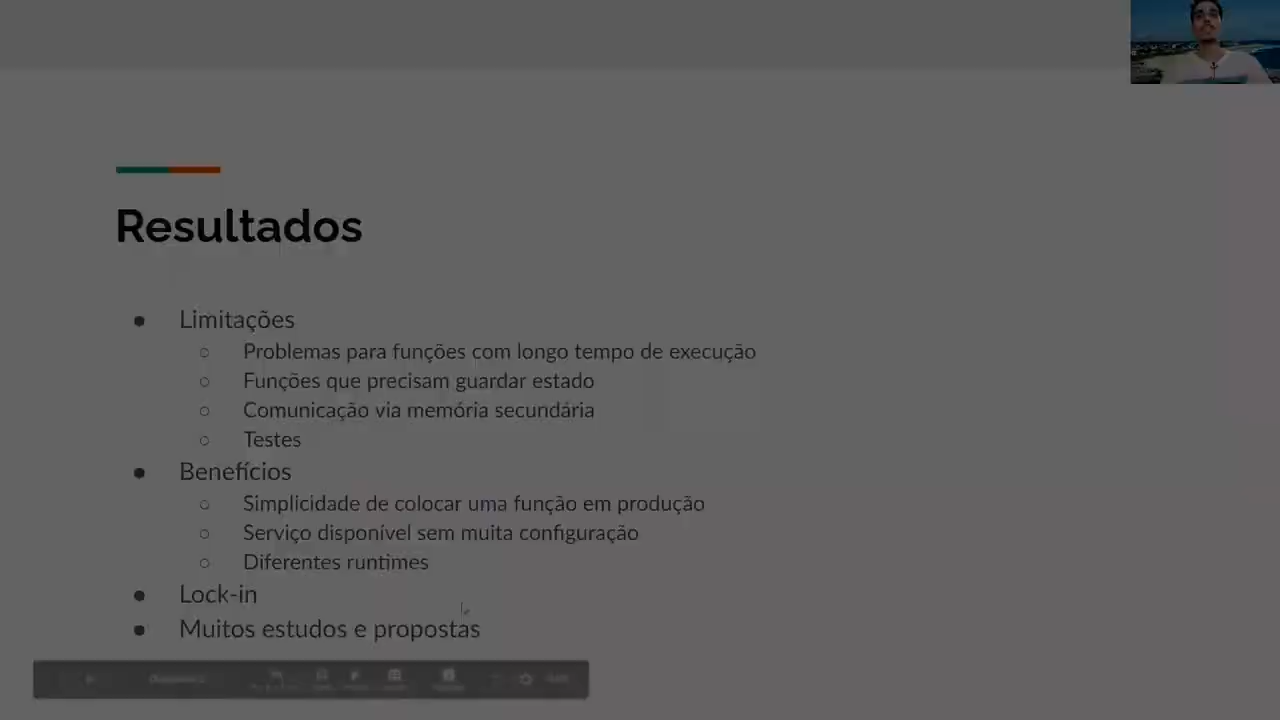 Resultados
● Limitações
○ Problemas para funções com longo tempo de execução
○ Funções que precisam guardar estado
○ Comunicação via memória secundária
○ Testes
● Benefícios
○ Simplicidade de colocar uma função em produção
○ Serviço disponível sem muita configuração
○ Diferentes runtimes
● Lock-in
● Muitos estudos e propostas